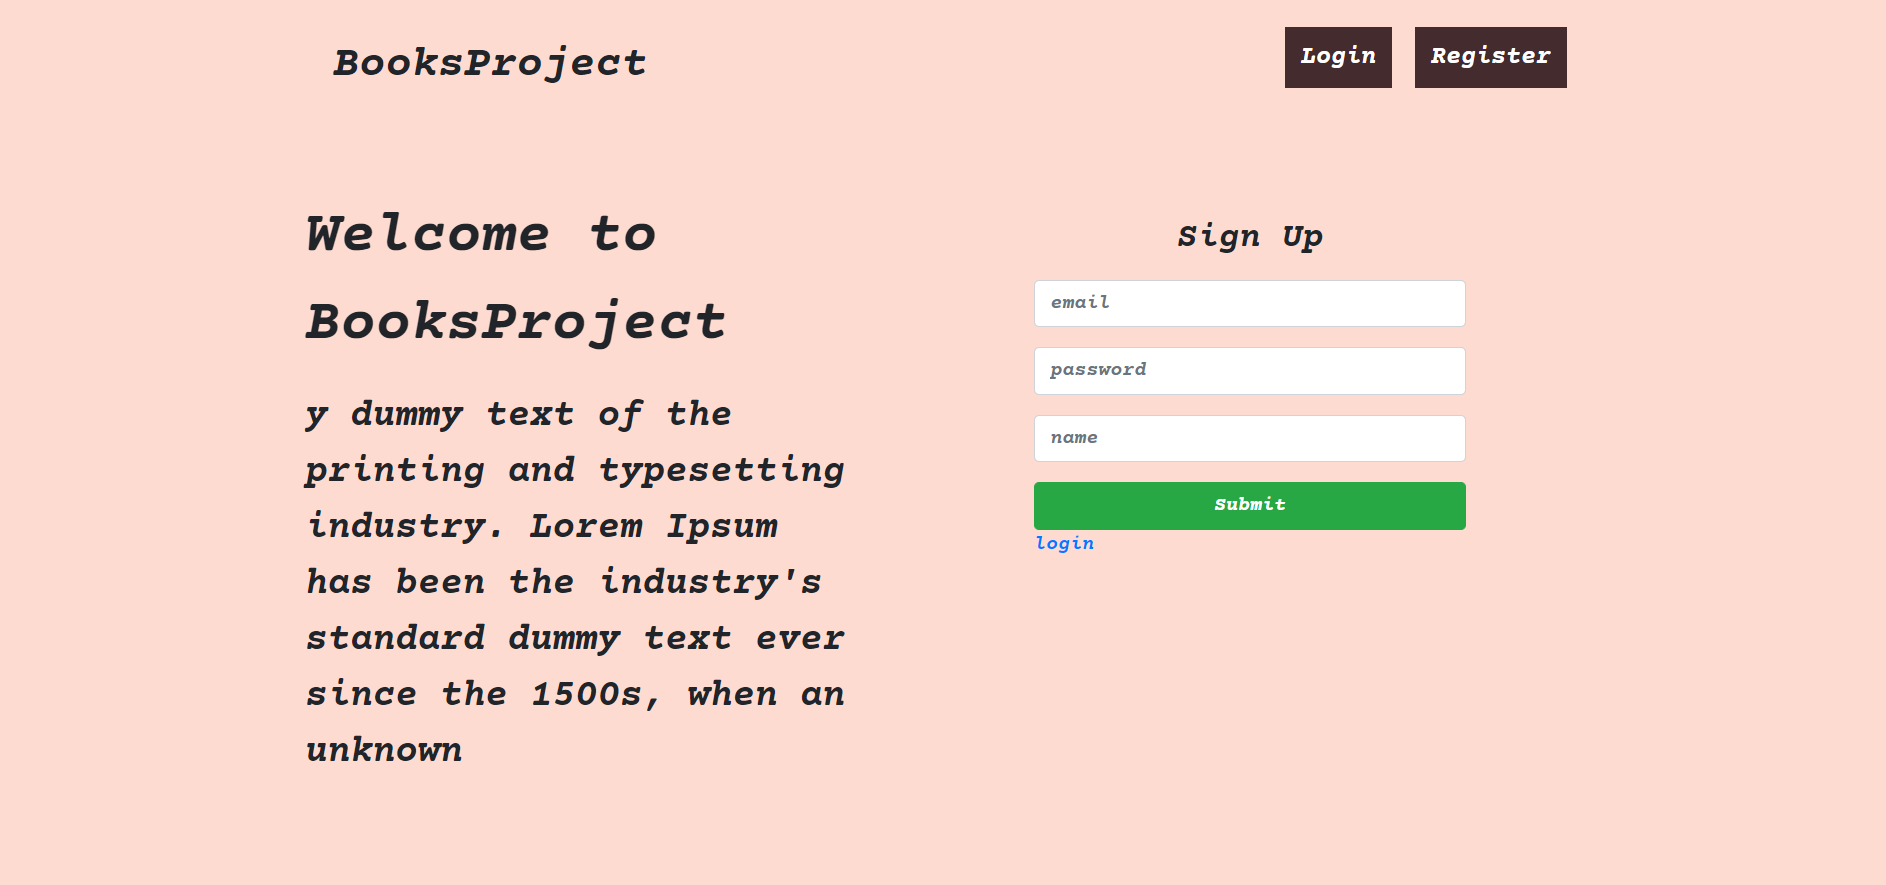 BooksProject
Login
Register
Welcome to
BooksProject
y dummy text of the
printing and typesetting
industry. Lorem Ipsum
has been the industry's
standard dummy text ever
since the 1500s, when an
unknown
Sign Up
email
password
name
Submit
login